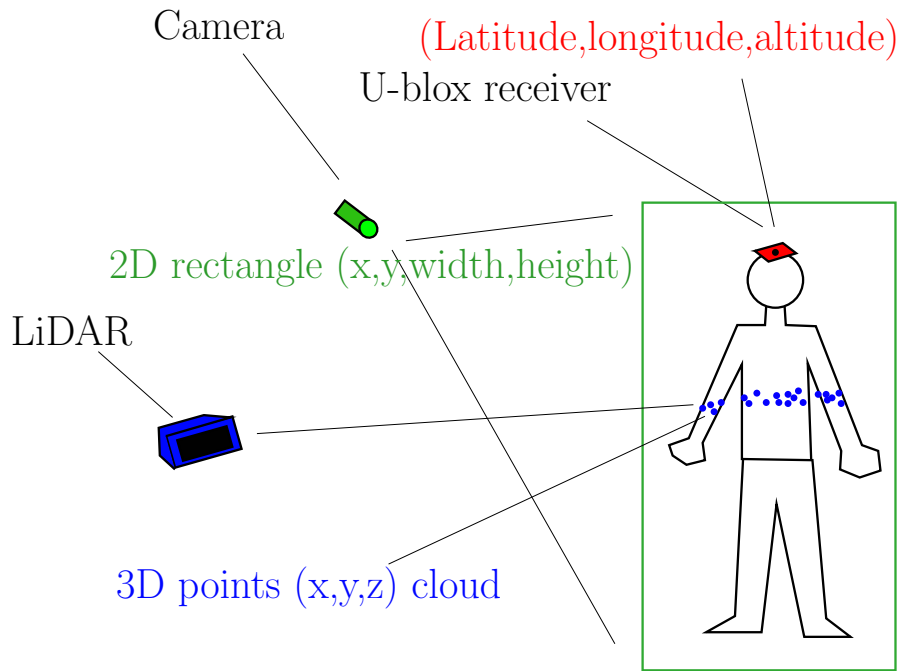 Camera
(Latitude,longitude,altitude)
U-blox receiver
2D rectangle (x,y,width,height)
LiDAR
3D points (x,y,z) cloud